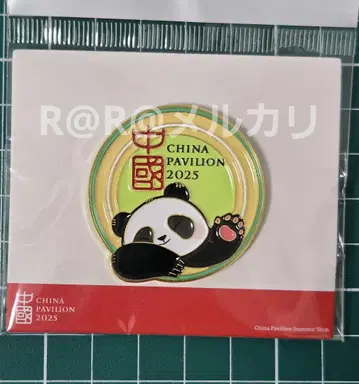 R@R@メルカリ
中國
CHINA
PAVILION
2025
中國
CHINA
PAVILION
2025
China Pavilion Souvenir Shop